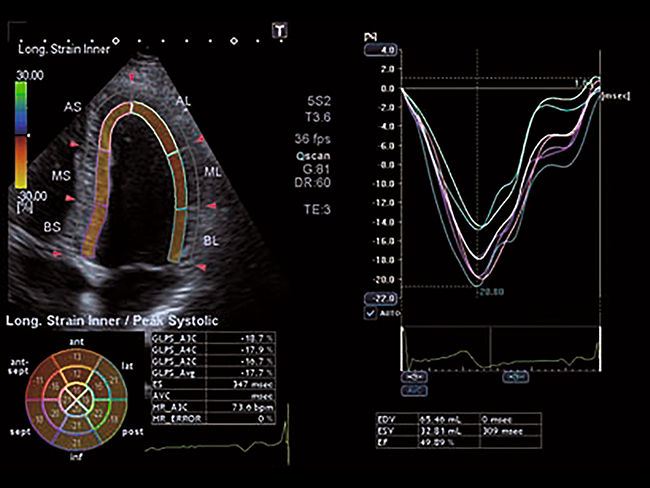 T
Long. Strain Inner
30.00
-30.00
[%]
AS
AL
MS
ML
BS
BL
5S2
T3.6
36 fps
Qscan
G:81
DR:60
TE:3
[%]
4.0
2.0
0.0
-2.0
-4.0
-6.0
-8.0
-10.0
-12.0
-14.0
-16.0
-18.0
-20.0
-22.0
[msec]
-20.80
AUTO
Long. Strain Inner / Peak Systolic
ant
ant-
sept
lat
sept
post
inf
GLPS_A3C -18.7 %
GLPS_A4C -17.9 %
GLPS_A2C -16.7 %
GLPS_Avg -17.7 %
ES 347 msec
AVC msec
HR_A3C 73.6 bpm
HR_ERROR 0 %
AVC
EDV 65.46 mL 0 msec
ESV 32.81 mL 309 msec
EF 49.89 %